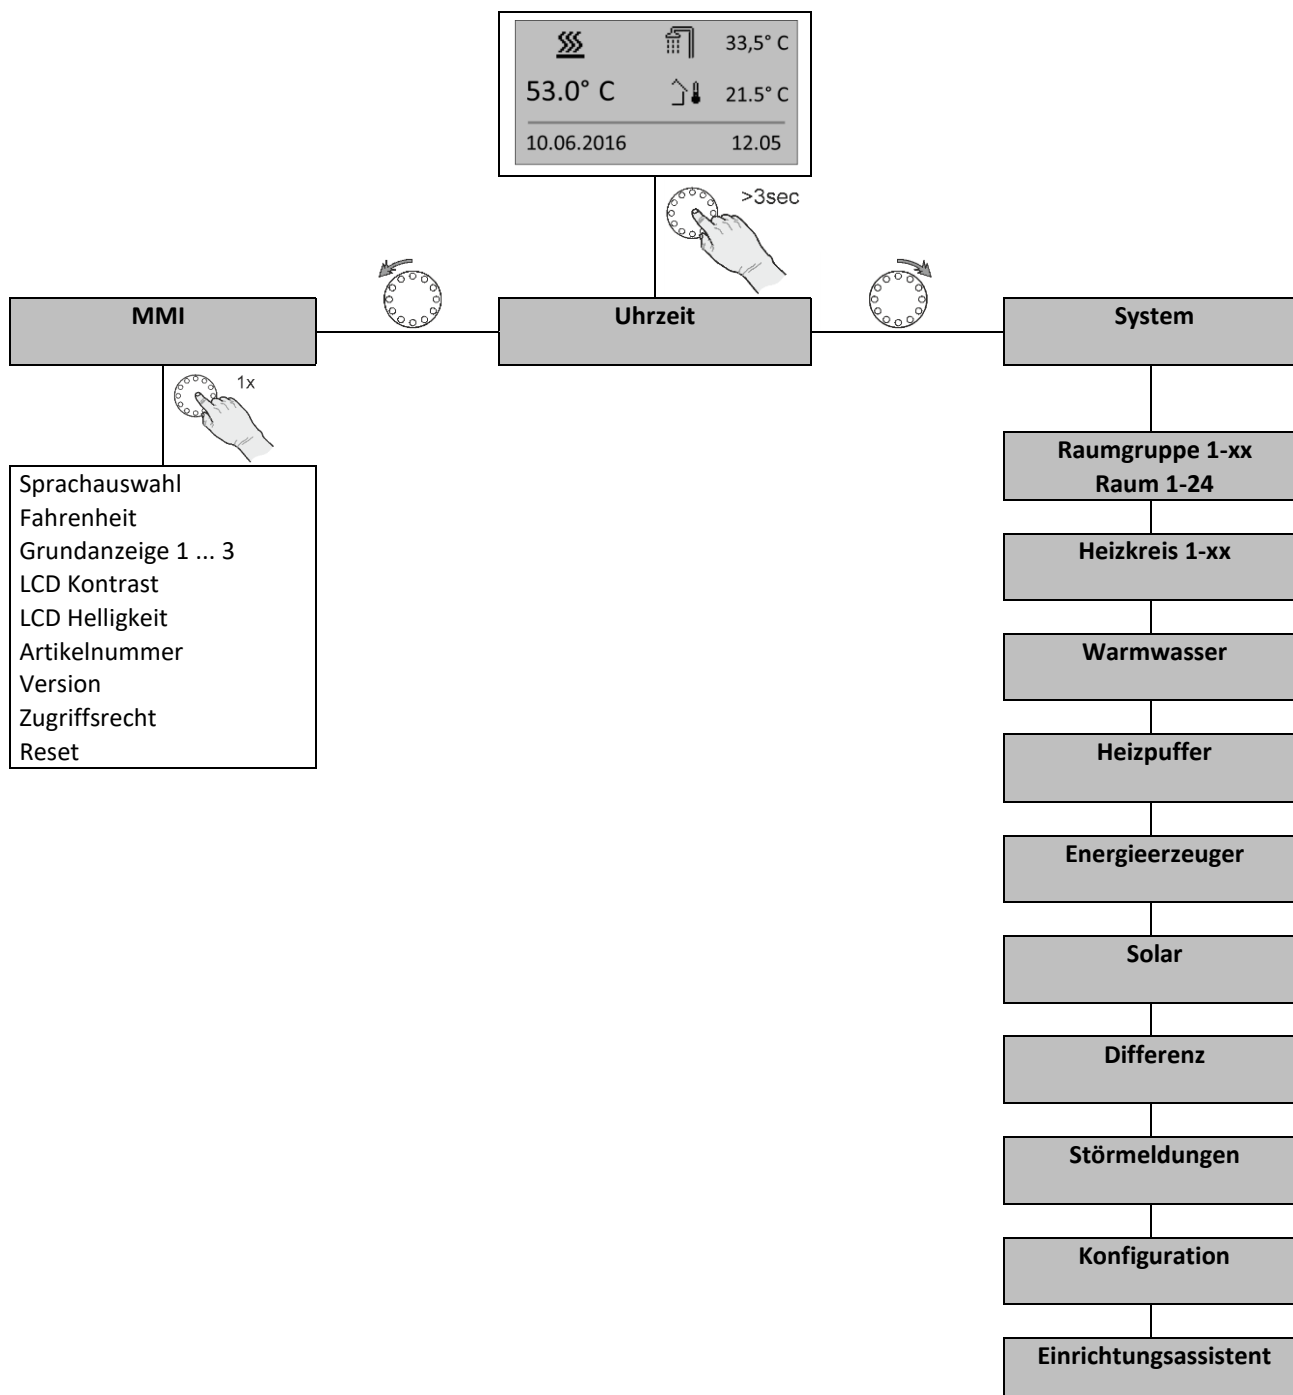 33,5° C
53.0° C
21.5° C
10.06.2016 12.05
>3sec
MMI
Uhrzeit
System
1x
Sprachauswahl
Fahrenheit
Grundanzeige 1 ... 3
LCD Kontrast
LCD Helligkeit
Artikelnummer
Version
Zugriffsrecht
Reset
Raumgruppe 1-xx
Raum 1-24
Heizkreis 1-xx
Warmwasser
Heizpuffer
Energieerzeuger
Solar
Differenz
Störmeldungen
Konfiguration
Einrichtungsassistent